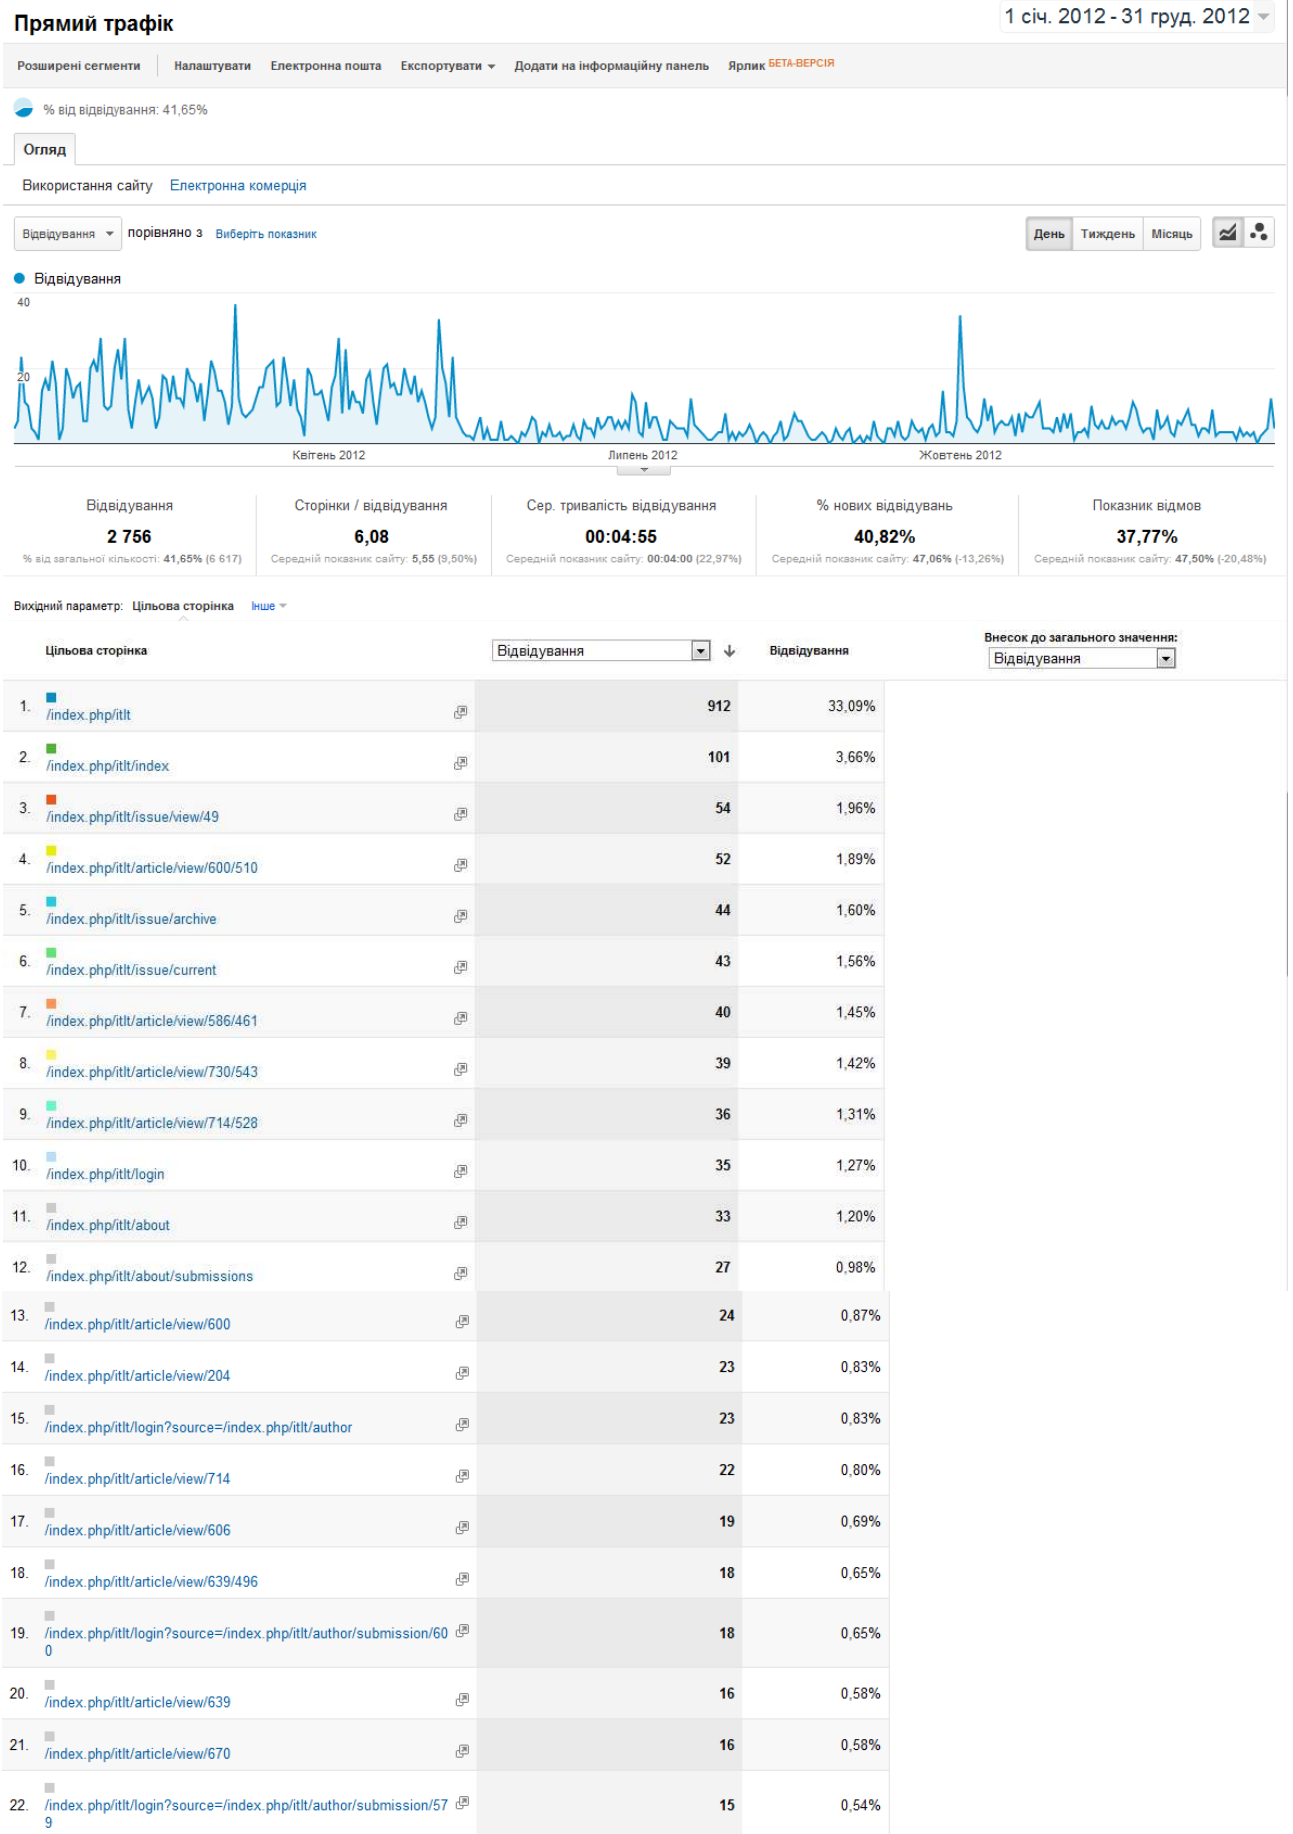 Прямий трафік
1 січ. 2012 - 31 груд. 2012
Розширені сегменти Налаштувати Електронна пошта Експортувати Додати на інформаційну панель Ярлик БЕТА-ВЕРСІЯ
% від відвідування: 41,65%
Огляд
Використання сайту Електронна комерція
Відвідування порівняно з Виберіть показник День Тиждень Місяць
Відвідування
40
20
Квітень 2012 Липень 2012 Жовтень 2012
Відвідування Сторінки / відвідування Сер. тривалість відвідування % нових відвідувань Показник відмов
2 756 6,08 00:04:55 40,82% 37,77%
% від загальної кількості: 41,65% (6 617) Середній показник сайту: 5,55 (9,50%) Середній показник сайту: 00:04:00 (22,97%) Середній показник сайту: 47,06% (-13,26%) Середній показник сайту: 47,50% (-20,48%)
Вихідний параметр: Цільова сторінка Інше
Внесок до загального значення:
Цільова сторінка Відвідування Відвідування Відвідування
1. /index.php/itlt 912 33,09%
2. /index.php/itlt/index 101 3,66%
3. /index.php/itlt/issue/view/49 54 1,96%
4. /index.php/itlt/article/view/600/510 52 1,89%
5. /index.php/itlt/issue/archive 44 1,60%
6. /index.php/itlt/issue/current 43 1,56%
7. /index.php/itlt/article/view/586/461 40 1,45%
8. /index.php/itlt/article/view/730/543 39 1,42%
9. /index.php/itlt/article/view/714/528 36 1,31%
10. /index.php/itlt/login 35 1,27%
11. /index.php/itlt/about 33 1,20%
12. /index.php/itlt/about/submissions 27 0,98%
13. /index.php/itlt/article/view/600 24 0,87%
14. /index.php/itlt/article/view/204 23 0,83%
15. /index.php/itlt/login?source=/index.php/itlt/author 23 0,83%
16. /index.php/itlt/article/view/714 22 0,80%
17. /index.php/itlt/article/view/606 19 0,69%
18. /index.php/itlt/article/view/639/496 18 0,65%
19. /index.php/itlt/login?source=/index.php/itlt/author/submission/60 18 0,65%
0
20. /index.php/itlt/article/view/639 16 0,58%
21. /index.php/itlt/article/view/670 16 0,58%
22. /index.php/itlt/login?source=/index.php/itlt/author/submission/57 15 0,54%
9